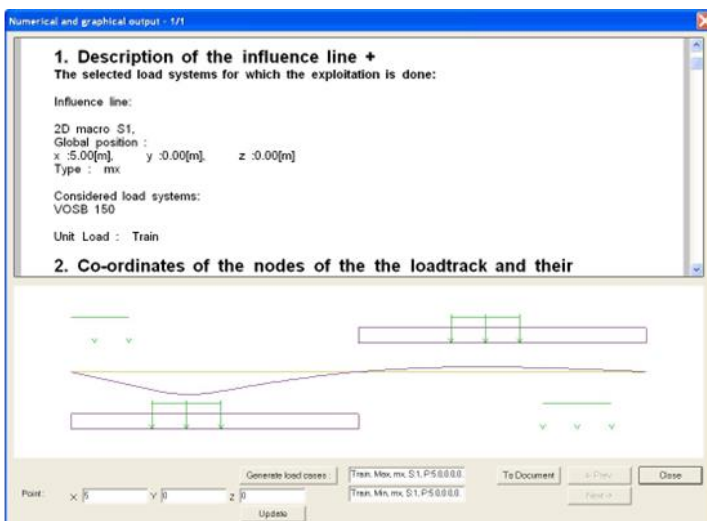 Numerical and graphical output - 1/1
1. Description of the influence line +
The selected load systems for which the exploitation is done:
Influence line:
2D macro S1,
Global position :
x :5.00[m], y :0.00[m], z :0.00[m]
Type : mx
Considered load systems:
VOSB 150
Unit Load : Train
2. Co-ordinates of the nodes of the the loadtrack and their
Generate load cases : Train, Max, mx, S:1, P:5.0,0.0,0. To Document <- Prev Close
Point : X 5 Y 0 Z 0 Train, Min, mx, S:1, P:5.0,0.0,0. Next ->
Update